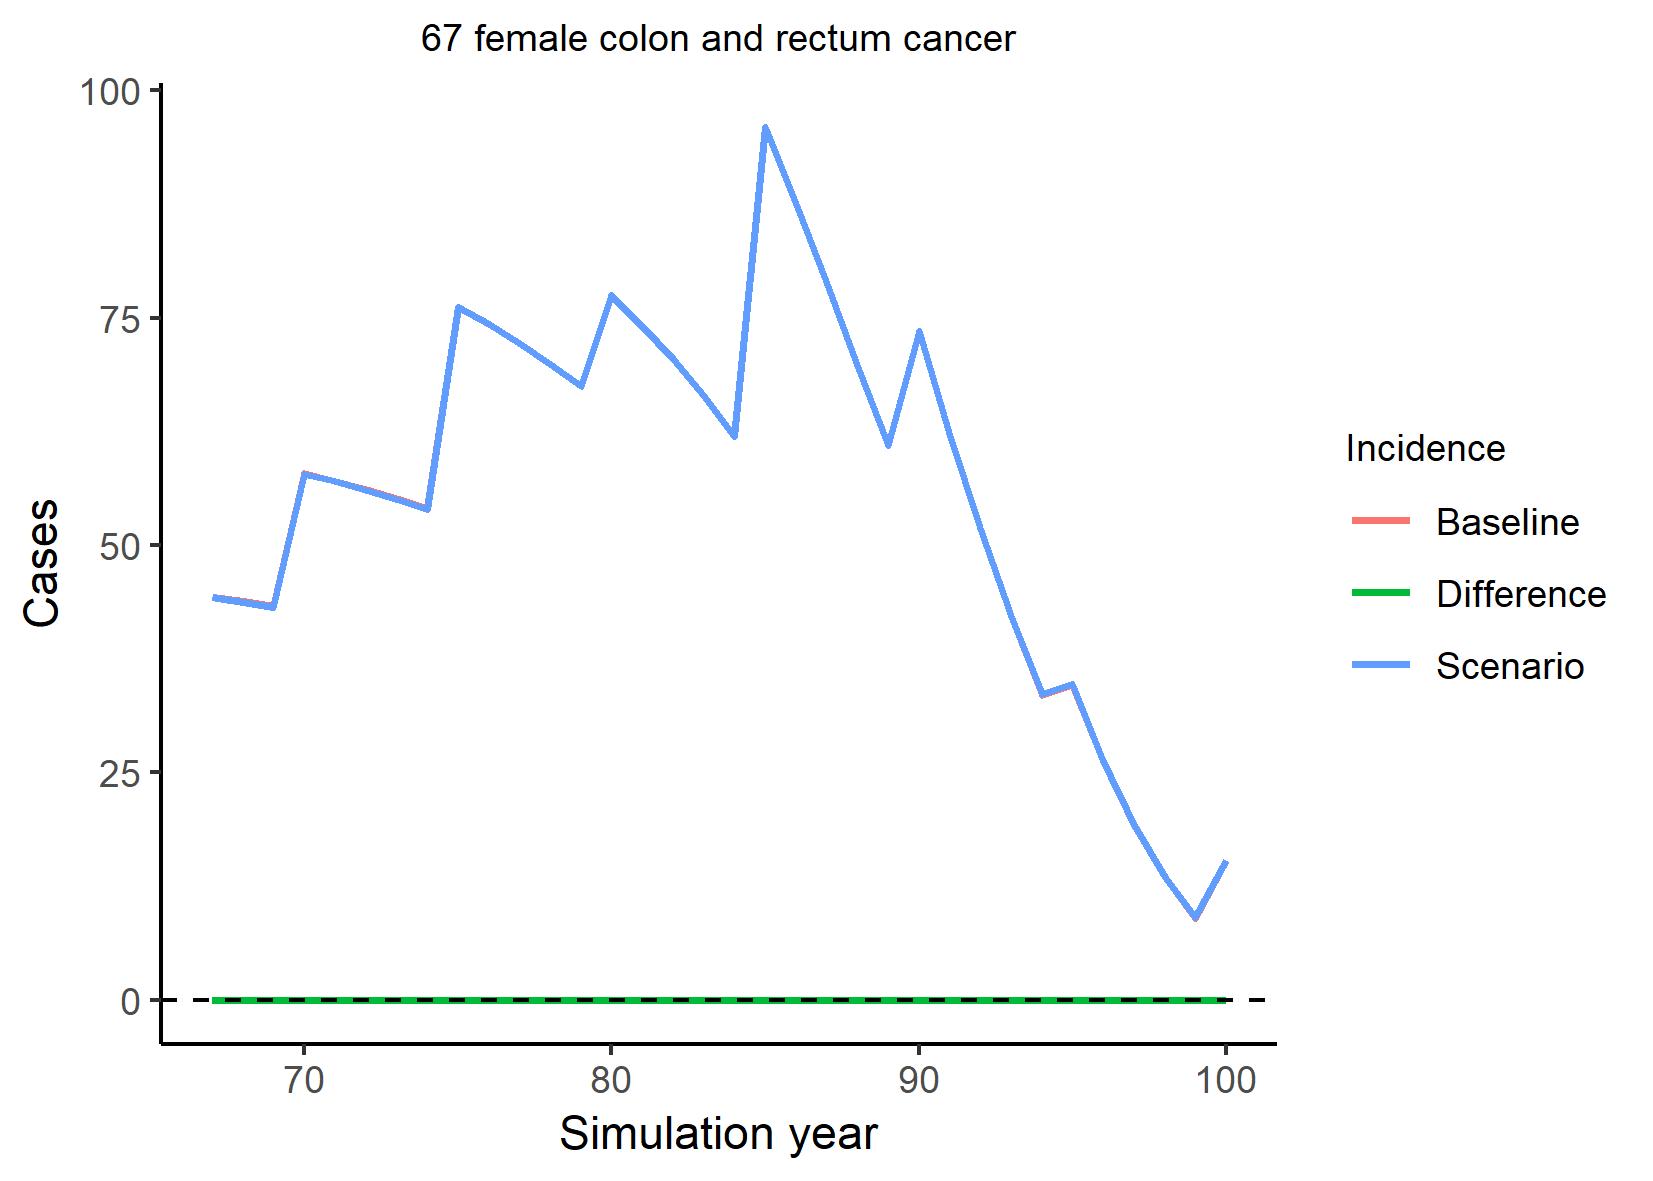 67 female colon and rectum cancer
100
75
50
25
0
Cases
70 80 90 100
Simulation year
Incidence
Baseline
Difference
Scenario